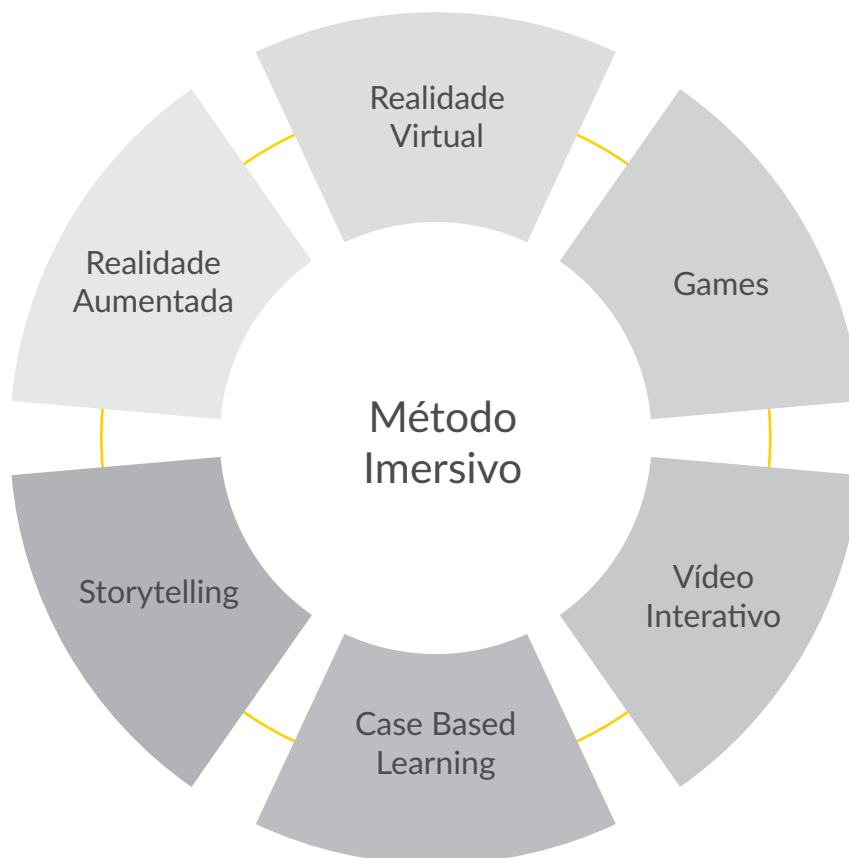 Realidade
Virtual
Games
Vídeo
Interativo
Case Based
Learning
Storytelling
Realidade
Aumentada
Método
Imersivo